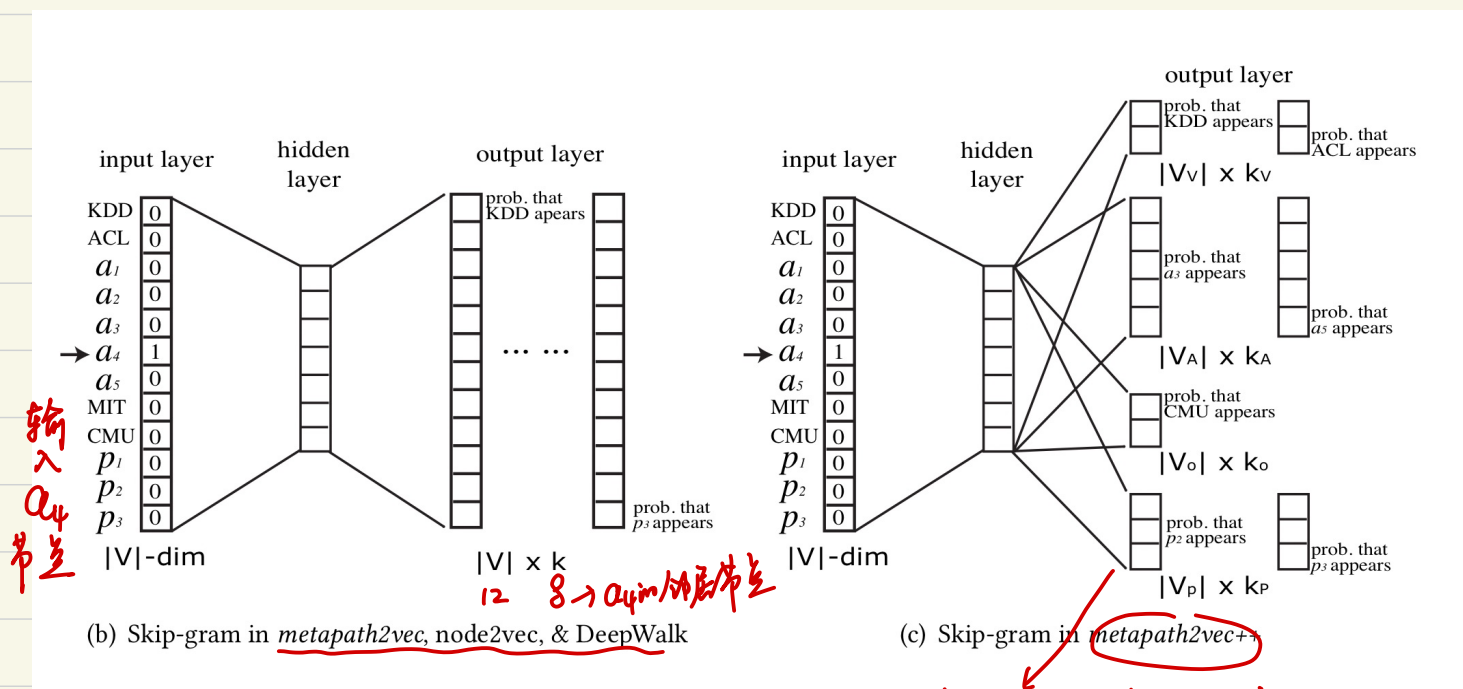 input layer
hidden
layer
output layer
KDD 0
ACL 0
a1 0
a2 0
a3 0
a4 1
a5 0
MIT 0
CMU 0
p1 0
p2 0
p3 0
|V|-dim
prob. that
KDD apears
... ...
prob. that
p3 appears
|V| x k
12 8→a4
节点
输
入
a4
节点
(b) Skip-gram in metapath2vec, node2vec, & DeepWalk
input layer
hidden
layer
output layer
KDD 0
ACL 0
a1 0
a2 0
a3 0
a4 1
a5 0
MIT 0
CMU 0
p1 0
p2 0
p3 0
|V|-dim
prob. that
KDD appears
prob. that
ACL appears
|VV| x kV
prob. that
a3 appears
prob. that
a5 appears
|VA| x kA
prob. that
CMU appears
|Vo| x ko
prob. that
p2 appears
prob. that
p3 appears
|VP| x kP
(c) Skip-gram in metapath2vec++